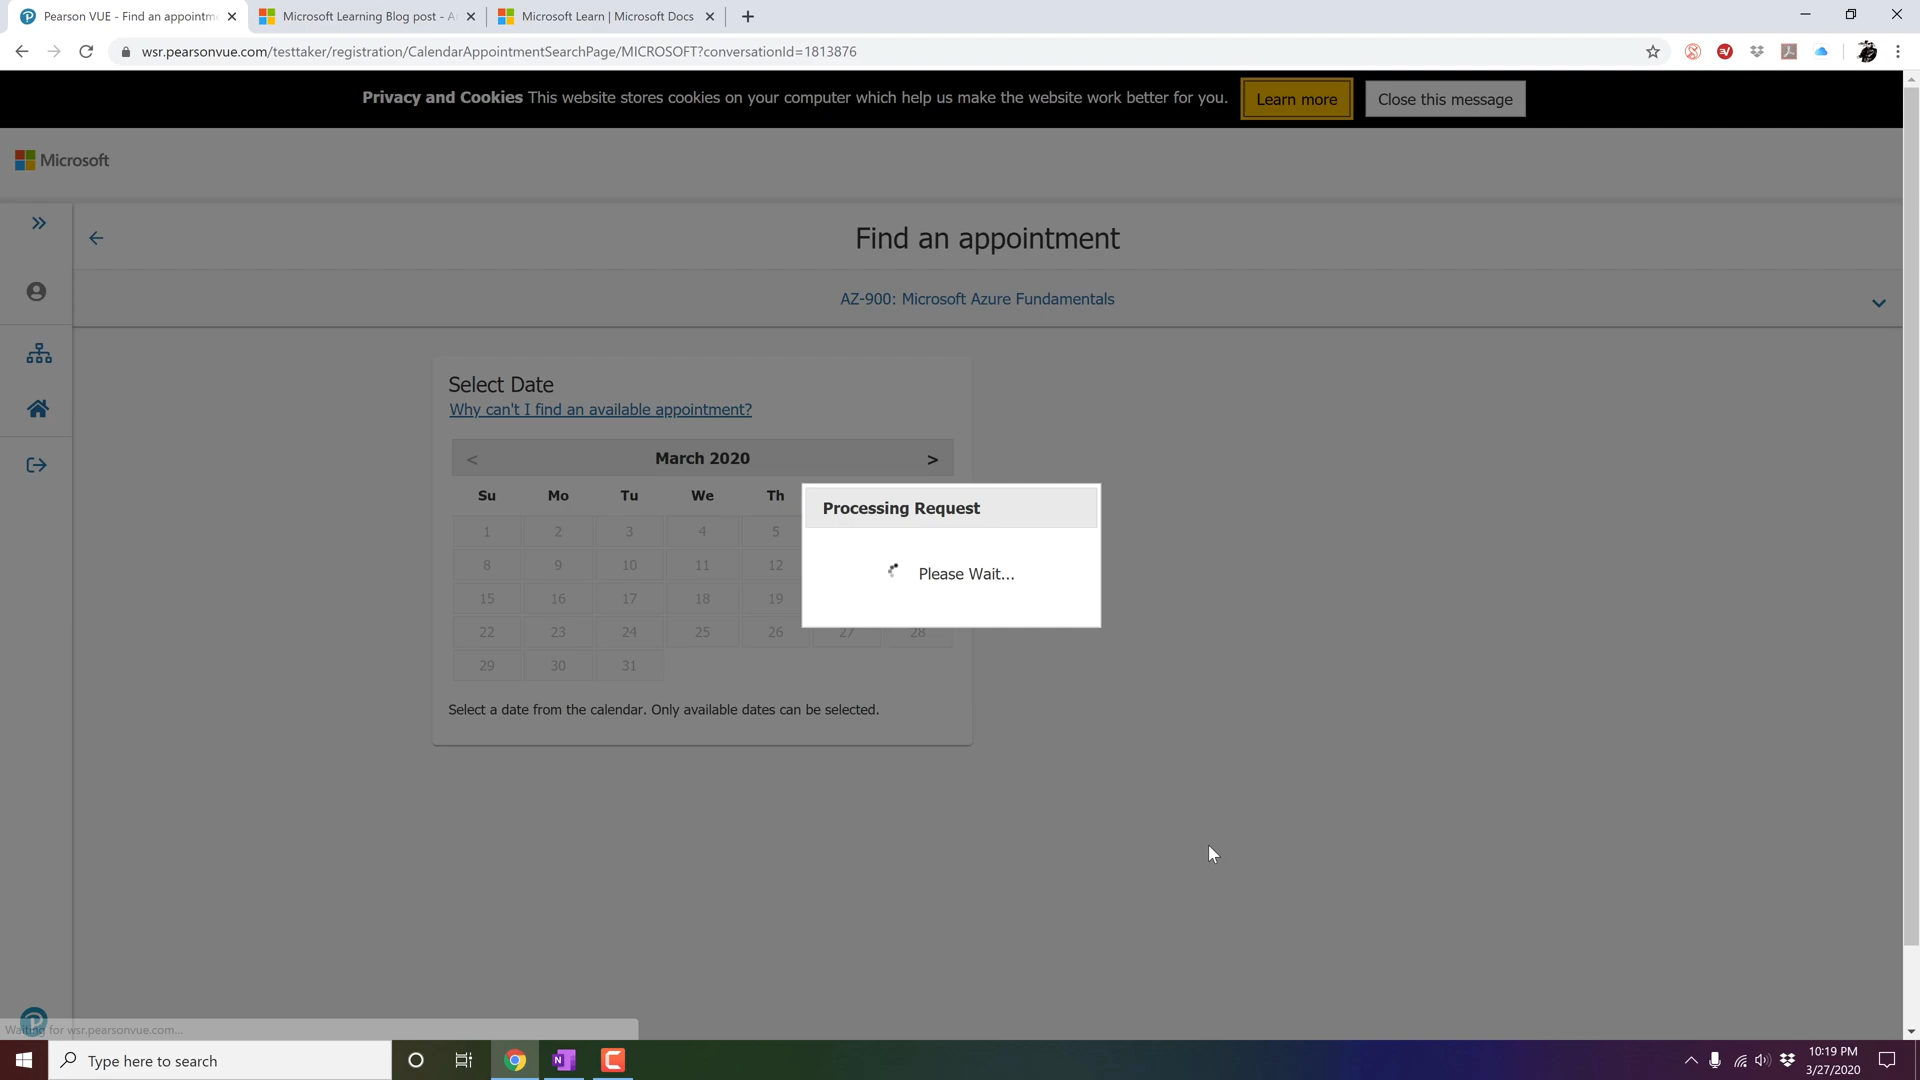 Pearson VUE - Find an appointm
Microsoft Learning Blog post - A
Microsoft Learn | Microsoft Docs
wsr.pearsonvue.com/testtaker/registration/CalendarAppointmentSearchPage/MICROSOFT?conversationId=1813876
Privacy and Cookies This website stores cookies on your computer which help us make the website work better for you.
Learn more
Close this message
Microsoft
Find an appointment
AZ-900: Microsoft Azure Fundamentals
Select Date
Why can't I find an available appointment?
< March 2020 >
Su Mo Tu We Th
1 2 3 4 5
8 9 10 11 12
15 16 17 18 19
22 23 24 25 26 27 28
29 30 31
Processing Request
Please Wait...
Select a date from the calendar. Only available dates can be selected.
Waiting for wsr.pearsonvue.com...
Type here to search
10:19 PM
3/27/2020